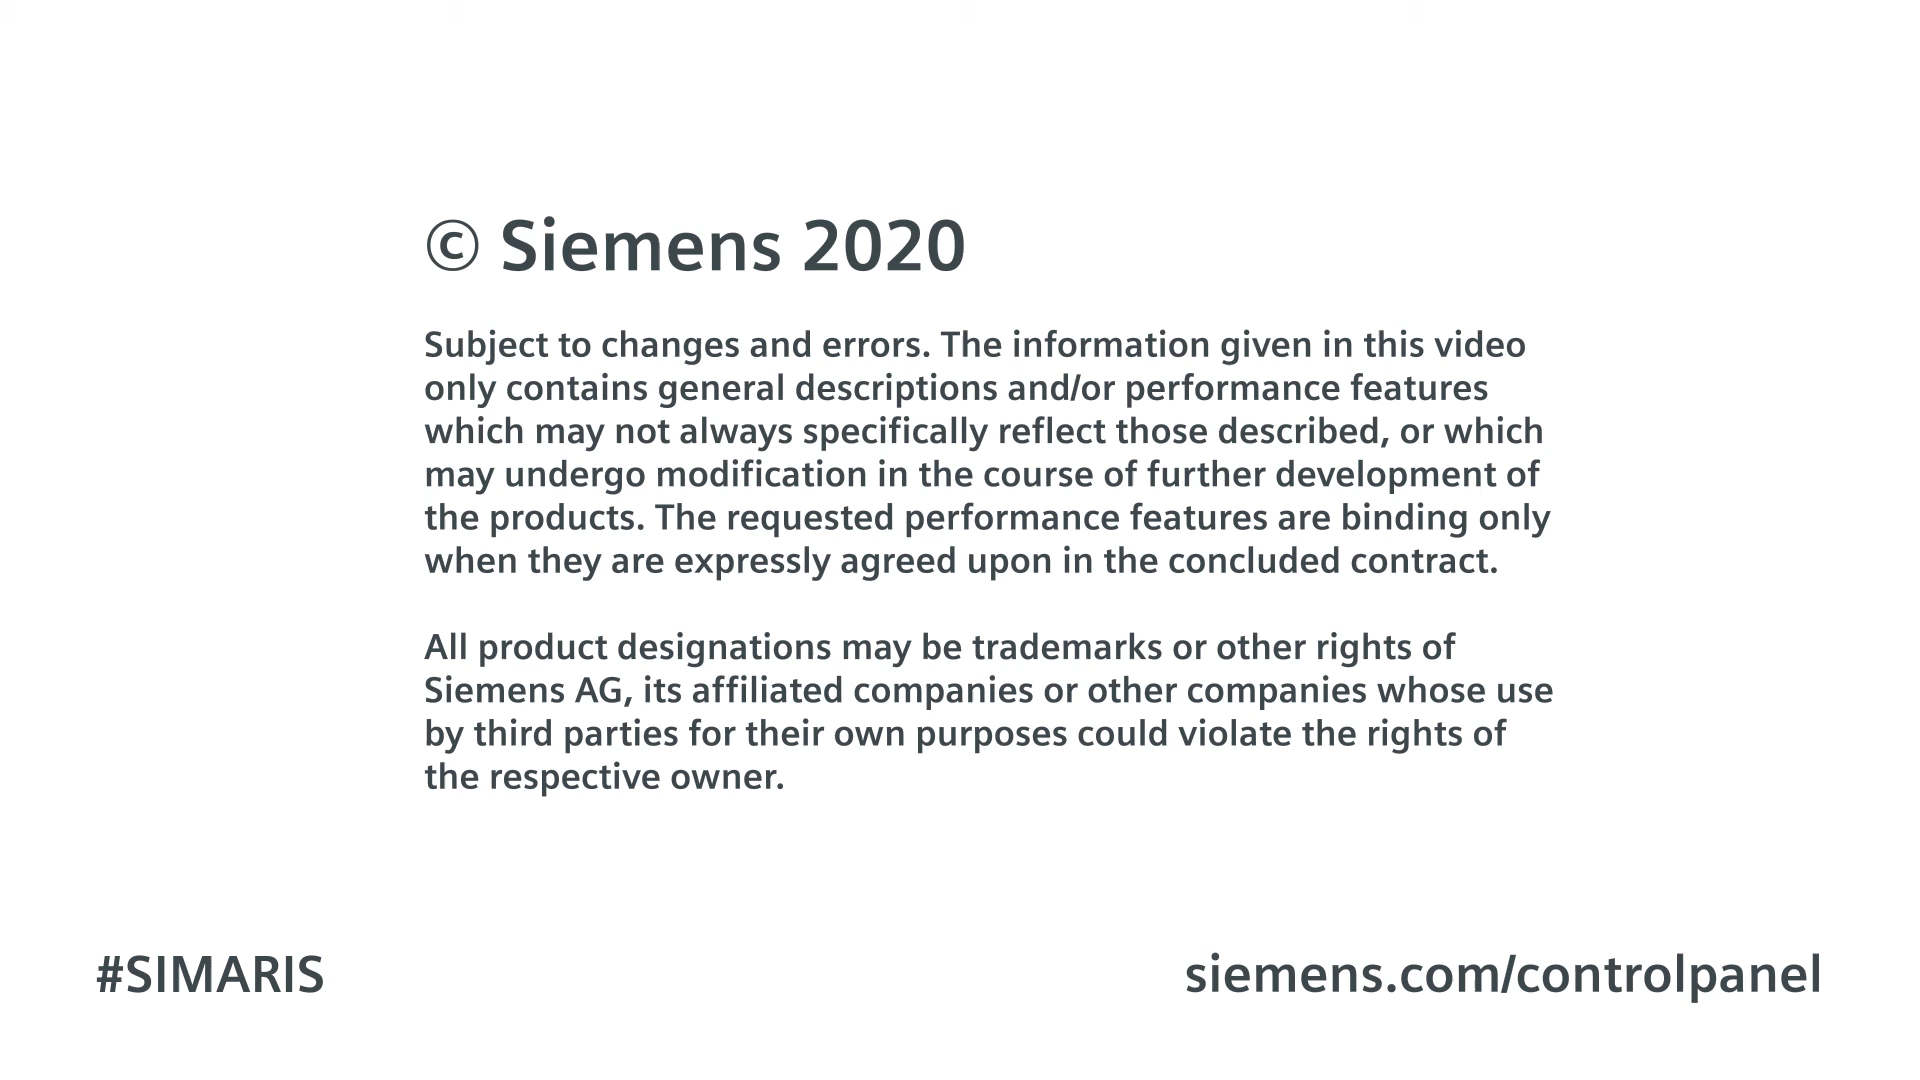 © Siemens 2020
Subject to changes and errors. The information given in this video
only contains general descriptions and/or performance features
which may not always specifically reflect those described, or which
may undergo modification in the course of further development of
the products. The requested performance features are binding only
when they are expressly agreed upon in the concluded contract.
All product designations may be trademarks or other rights of
Siemens AG, its affiliated companies or other companies whose use
by third parties for their own purposes could violate the rights of
the respective owner.
#SIMARIS
siemens.com/controlpanel